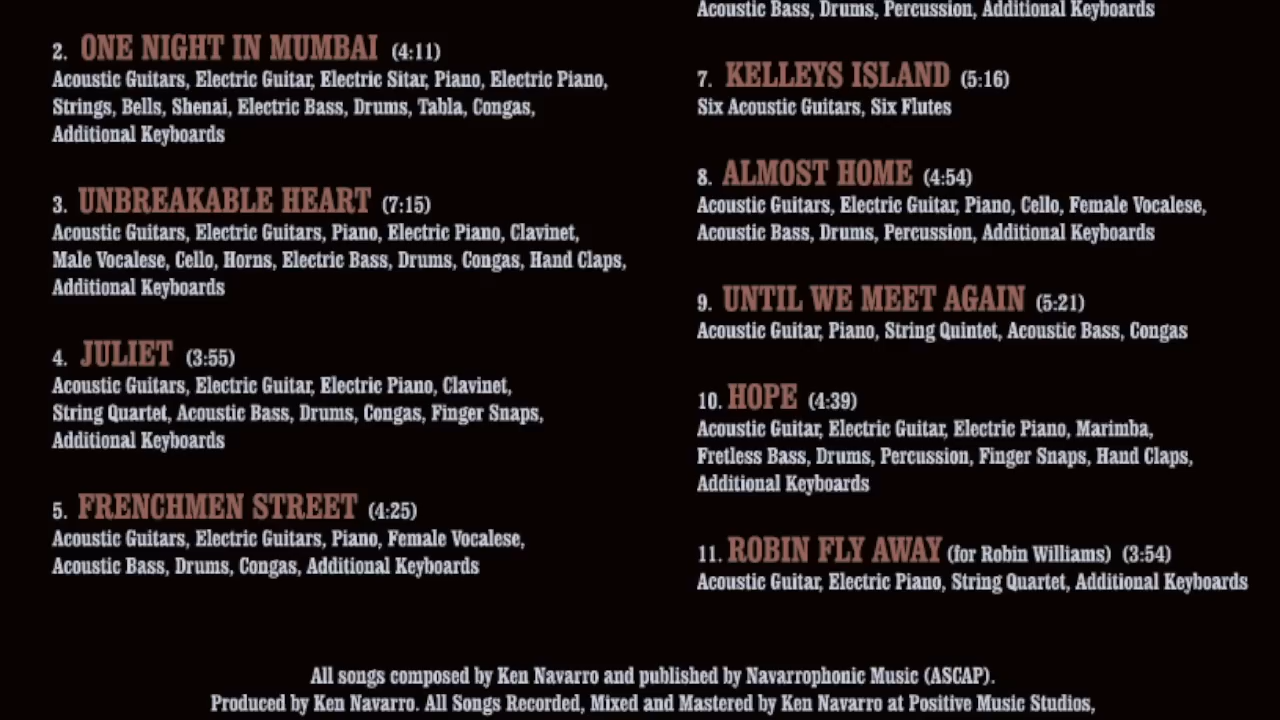 2. ONE NIGHT IN MUMBAI (4:11)
Acoustic Guitars, Electric Guitar, Electric Sitar, Piano, Electric Piano,
Strings, Bells, Shenai, Electric Bass, Drums, Tabla, Congas,
Additional Keyboards
3. UNBREAKABLE HEART (7:15)
Acoustic Guitars, Electric Guitars, Piano, Electric Piano, Clavinet,
Male Vocalese, Cello, Horns, Electric Bass, Drums, Congas, Hand Claps,
Additional Keyboards
4. JULIET (3:55)
Acoustic Guitars, Electric Guitar, Electric Piano, Clavinet,
String Quartet, Acoustic Bass, Drums, Congas, Finger Snaps,
Additional Keyboards
5. FRENCHMEN STREET (4:25)
Acoustic Guitars, Electric Guitars, Piano, Female Vocalese,
Acoustic Bass, Drums, Congas, Additional Keyboards
Acoustic Bass, Drums, Percussion, Additional Keyboards
7. KELLEYS ISLAND (5:16)
Six Acoustic Guitars, Six Flutes
8. ALMOST HOME (4:54)
Acoustic Guitars, Electric Guitar, Piano, Cello, Female Vocalese,
Acoustic Bass, Drums, Percussion, Additional Keyboards
9. UNTIL WE MEET AGAIN (5:21)
Acoustic Guitar, Piano, String Quintet, Acoustic Bass, Congas
10. HOPE (4:39)
Acoustic Guitar, Electric Guitar, Electric Piano, Marimba,
Fretless Bass, Drums, Percussion, Finger Snaps, Hand Claps,
Additional Keyboards
11. ROBIN FLY AWAY (for Robin Williams) (3:54)
Acoustic Guitar, Electric Piano, String Quartet, Additional Keyboards
All songs composed by Ken Navarro and published by Navarrophonic Music (ASCAP).
Produced by Ken Navarro. All Songs Recorded, Mixed and Mastered by Ken Navarro at Positive Music Studios,